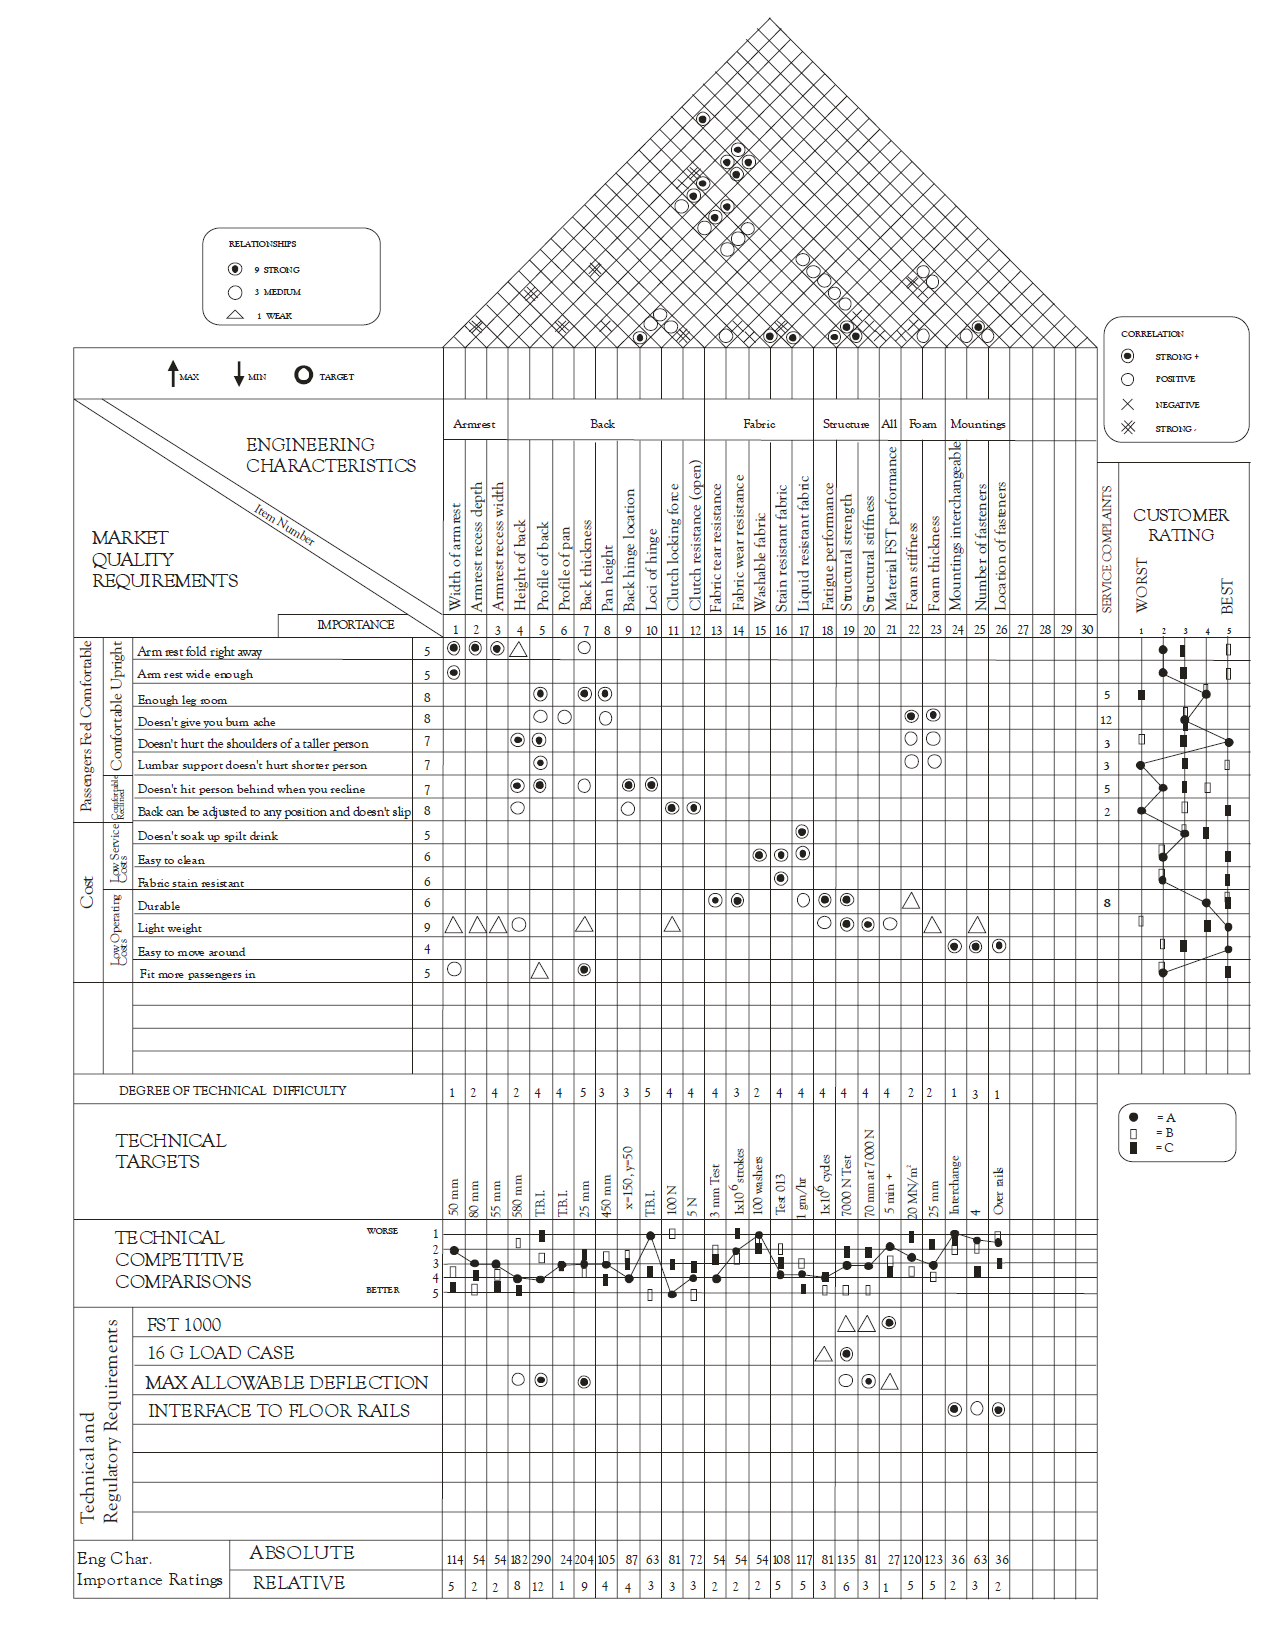 RELATIONSHIPS
9 STRONG
3 MEDIUM
1 WEAK
CORRELATION
STRONG +
POSITIVE
NEGATIVE
STRONG -
MAX
MIN
TARGET
Armrest
Back
Fabric
Structure
All
Foam
Mountings
ENGINEERING
CHARACTERISTICS
Item Number
MARKET
QUALITY
REQUIREMENTS
IMPORTANCE
Width of armrest
Armrest recess depth
Armrest recess width
Height of back
Profile of back
Profile of pan
Back thickness
Pan height
Back hinge location
Loci of hinge
Clutch locking force
Clutch resistance (open)
Fabric tear resistance
Fabric wear resistance
Washable fabric
Stain resistant fabric
Liquid resistant fabric
Fatigue performance
Structural strength
Structural stiffness
Material FST performance
Foam stiffness
Foam thickness
Mountings interchangeable
Number of fasteners
Location of fasteners
SERVICE COMPLAINTS
CUSTOMER
RATING
WORST
BEST
1 2 3 4 5 6 7 8 9 10 11 12 13 14 15 16 17 18 19 20 21 22 23 24 25 26 27 28 29 30
1 2 3 4 5
Passengers Feel Comfortable
Comfortable Upright
Comfortable
Reclined
Cost
Low Service
Costs
Low Operating
Costs
Arm rest fold right away 5
Arm rest wide enough 5
Enough leg room 8 5
Doesn't give you bum ache 8 12
Doesn't hurt the shoulders of a taller person 7 3
Lumbar support doesn't hurt shorter person 7 3
Doesn't hit person behind when you recline 7 5
Back can be adjusted to any position and doesn't slip 8 2
Doesn't soak up spilt drink 5
Easy to clean 6
Fabric stain resistant 6
Durable 6 8
Light weight 9
Easy to move around 4
Fit more passengers in 5
DEGREE OF TECHNICAL DIFFICULTY 1 2 4 2 4 4 5 3 3 5 4 4 4 3 2 4 4 4 4 4 4 2 2 1 3 1
= A
= B
= C
TECHNICAL
TARGETS
50 mm
80 mm
55 mm
580 mm
T.B.I.
T.B.I.
25 mm
450 mm
x=150, y=50
T.B.I.
100 N
5 N
3 mm Test
1x10⁶ strokes
100 washers
Test 013
1 gm/hr
1x10⁶ cycles
7000 N Test
70 mm at 7000 N
5 min +
20 MN/m²
25 mm
Interchange
4
Over rails
TECHNICAL
COMPETITIVE
COMPARISONS
WORSE
BETTER
1
2
3
4
5
Technical and
Regulatory Requirements
FST 1000
16 G LOAD CASE
MAX ALLOWABLE DEFLECTION
INTERFACE TO FLOOR RAILS
Eng Char.
Importance Ratings
ABSOLUTE 114 54 54 182 290 24 204 105 87 63 81 72 54 54 54 108 117 81 135 81 27 120 123 36 63 36
RELATIVE 5 2 2 8 12 1 9 4 4 3 3 3 2 2 2 5 5 3 6 3 1 5 5 2 3 2